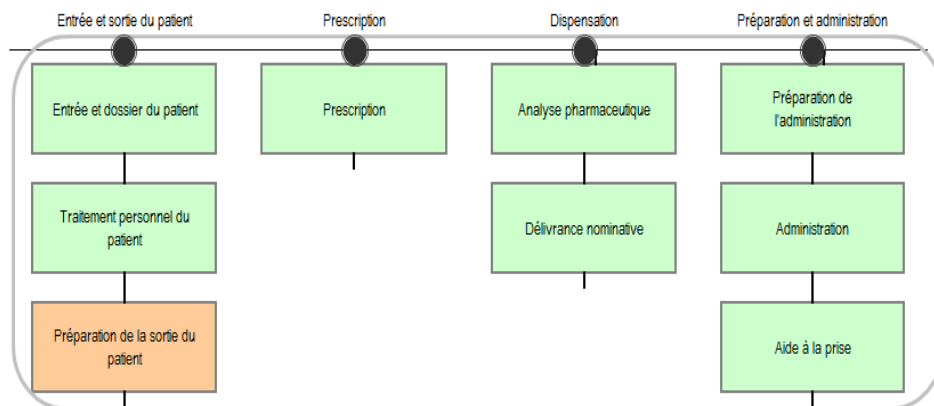 Entrée et sortie du patient
Prescription
Dispensation
Préparation et administration
Entrée et dossier du patient
Prescription
Analyse pharmaceutique
Préparation de
l'administration
Traitement personnel du
patient
Délivrance nominative
Administration
Préparation de la sortie du
patient
Aide à la prise